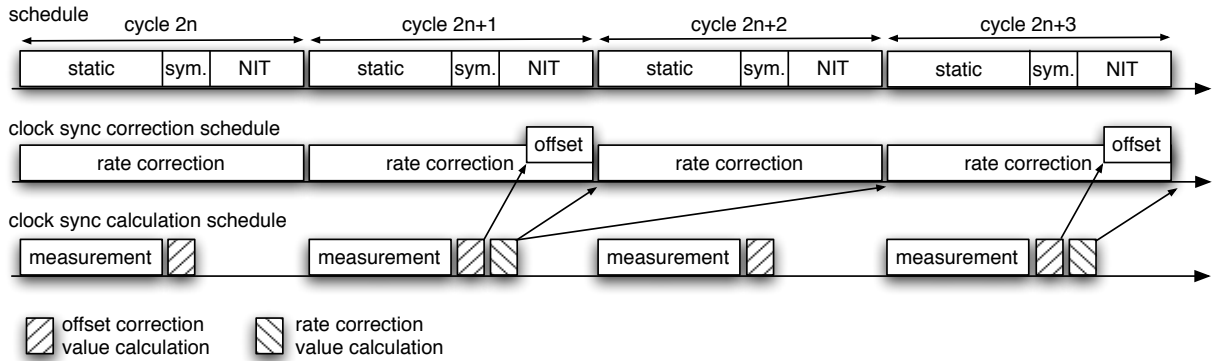 schedule
cycle 2n cycle 2n+1 cycle 2n+2 cycle 2n+3
static sym. NIT static sym. NIT static sym. NIT static sym. NIT
clock sync correction schedule
offset offset
rate correction rate correction rate correction rate correction
clock sync calculation schedule
measurement measurement measurement measurement
offset correction
value calculation
rate correction
value calculation